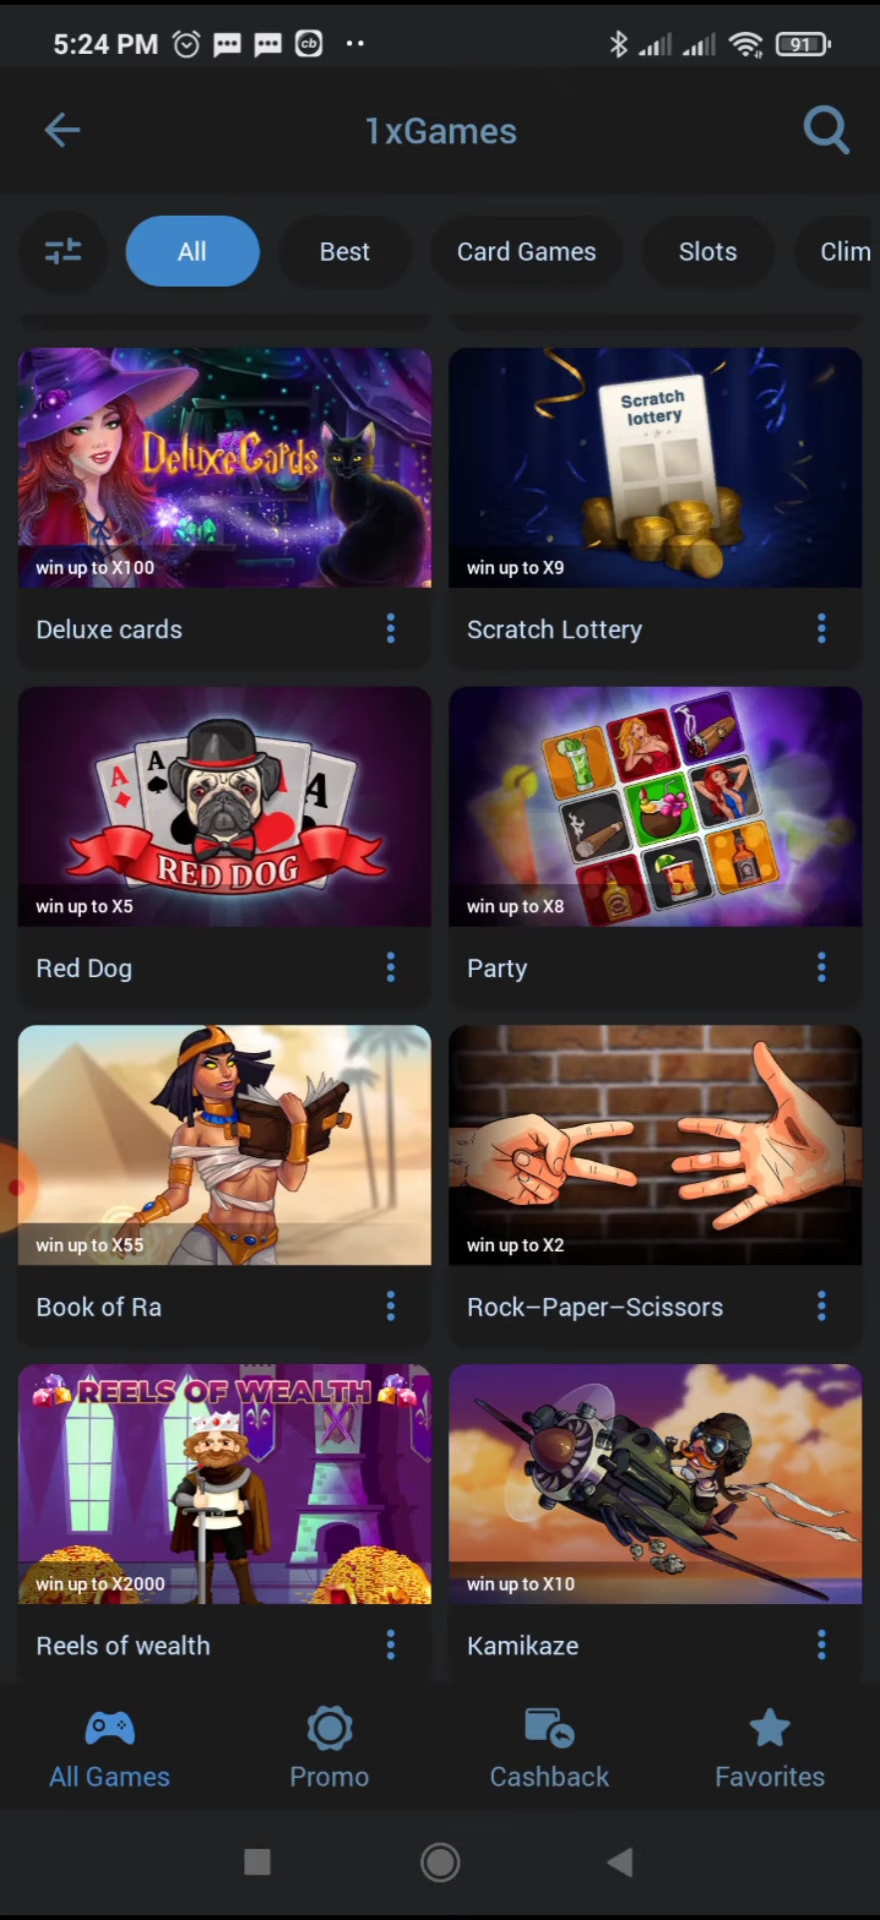 5:24 PM
cb
91
1xGames
All
Best
Card Games
Slots
Clim
DeluxeCards
win up to X100
Deluxe cards
Scratch
lottery
win up to X9
Scratch Lottery
A
A
A
RED DOG
win up to X5
Red Dog
win up to X8
Party
win up to X55
Book of Ra
win up to X2
Rock–Paper–Scissors
REELS OF WEALTH
win up to X2000
Reels of wealth
win up to X10
Kamikaze
All Games
Promo
Cashback
Favorites